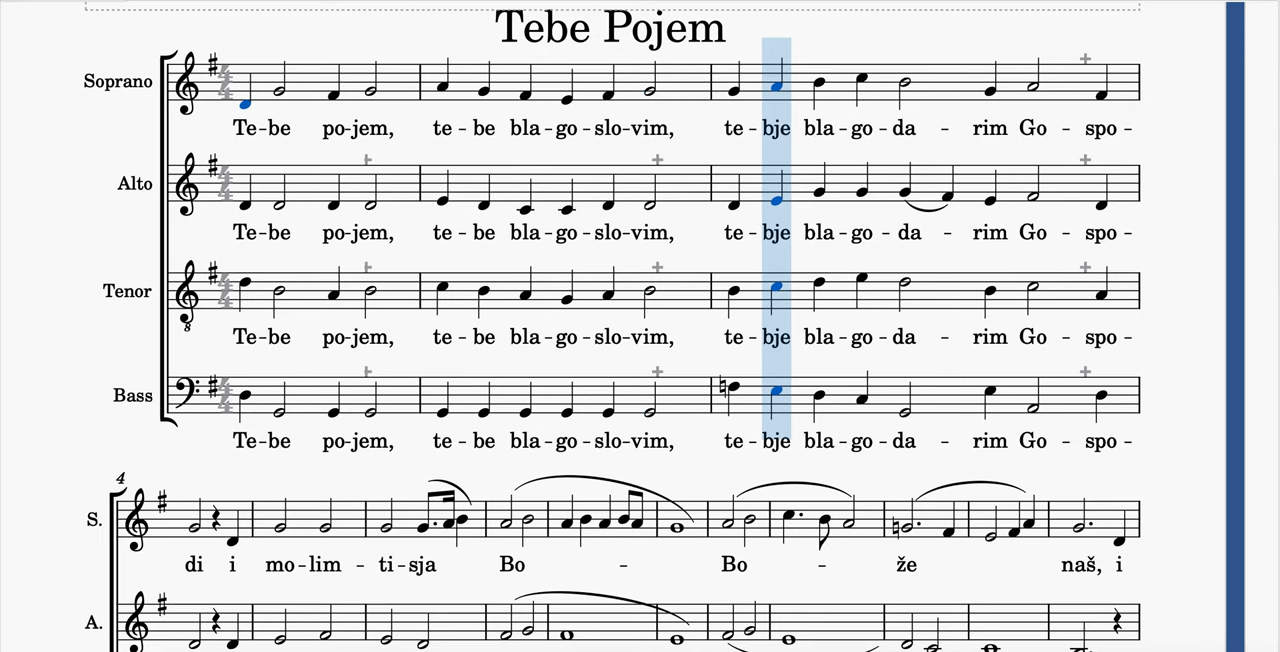 Tebe Pojem
Soprano
Te-be po-jem, te - be bla-go-slo-vim, te-bje bla-go-da - rim Go - spo-
Alto
Te-be po-jem, te - be bla-go-slo-vim, te-bje bla-go-da - rim Go - spo-
Tenor
Te-be po-jem, te - be bla-go-slo-vim, te-bje bla-go-da - rim Go - spo-
8
Bass
Te-be po-jem, te - be bla-go-slo-vim, te-bje bla-go-da - rim Go - spo-
4
S.
di i mo-lim - ti-sja Bo - Bo - že naš, i
A.